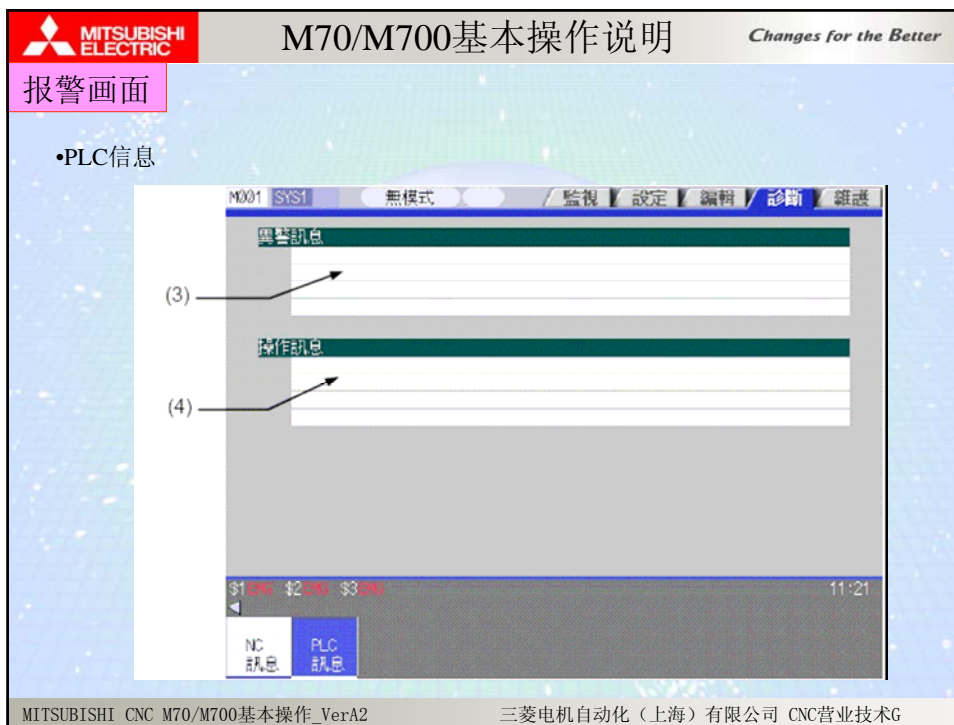 MITSUBISHI
ELECTRIC
M70/M700基本操作说明
Changes for the Better
报警画面
•PLC信息
M001 SYS1 無模式 監視 設定 編輯 診斷 維護
異警訊息
(3)
操作訊息
(4)
$1 EMG $2 EMG $3 EMG 11:21
NC PLC
訊息 訊息
MITSUBISHI CNC M70/M700基本操作_VerA2 三菱电机自动化（上海）有限公司 CNC营业技术G